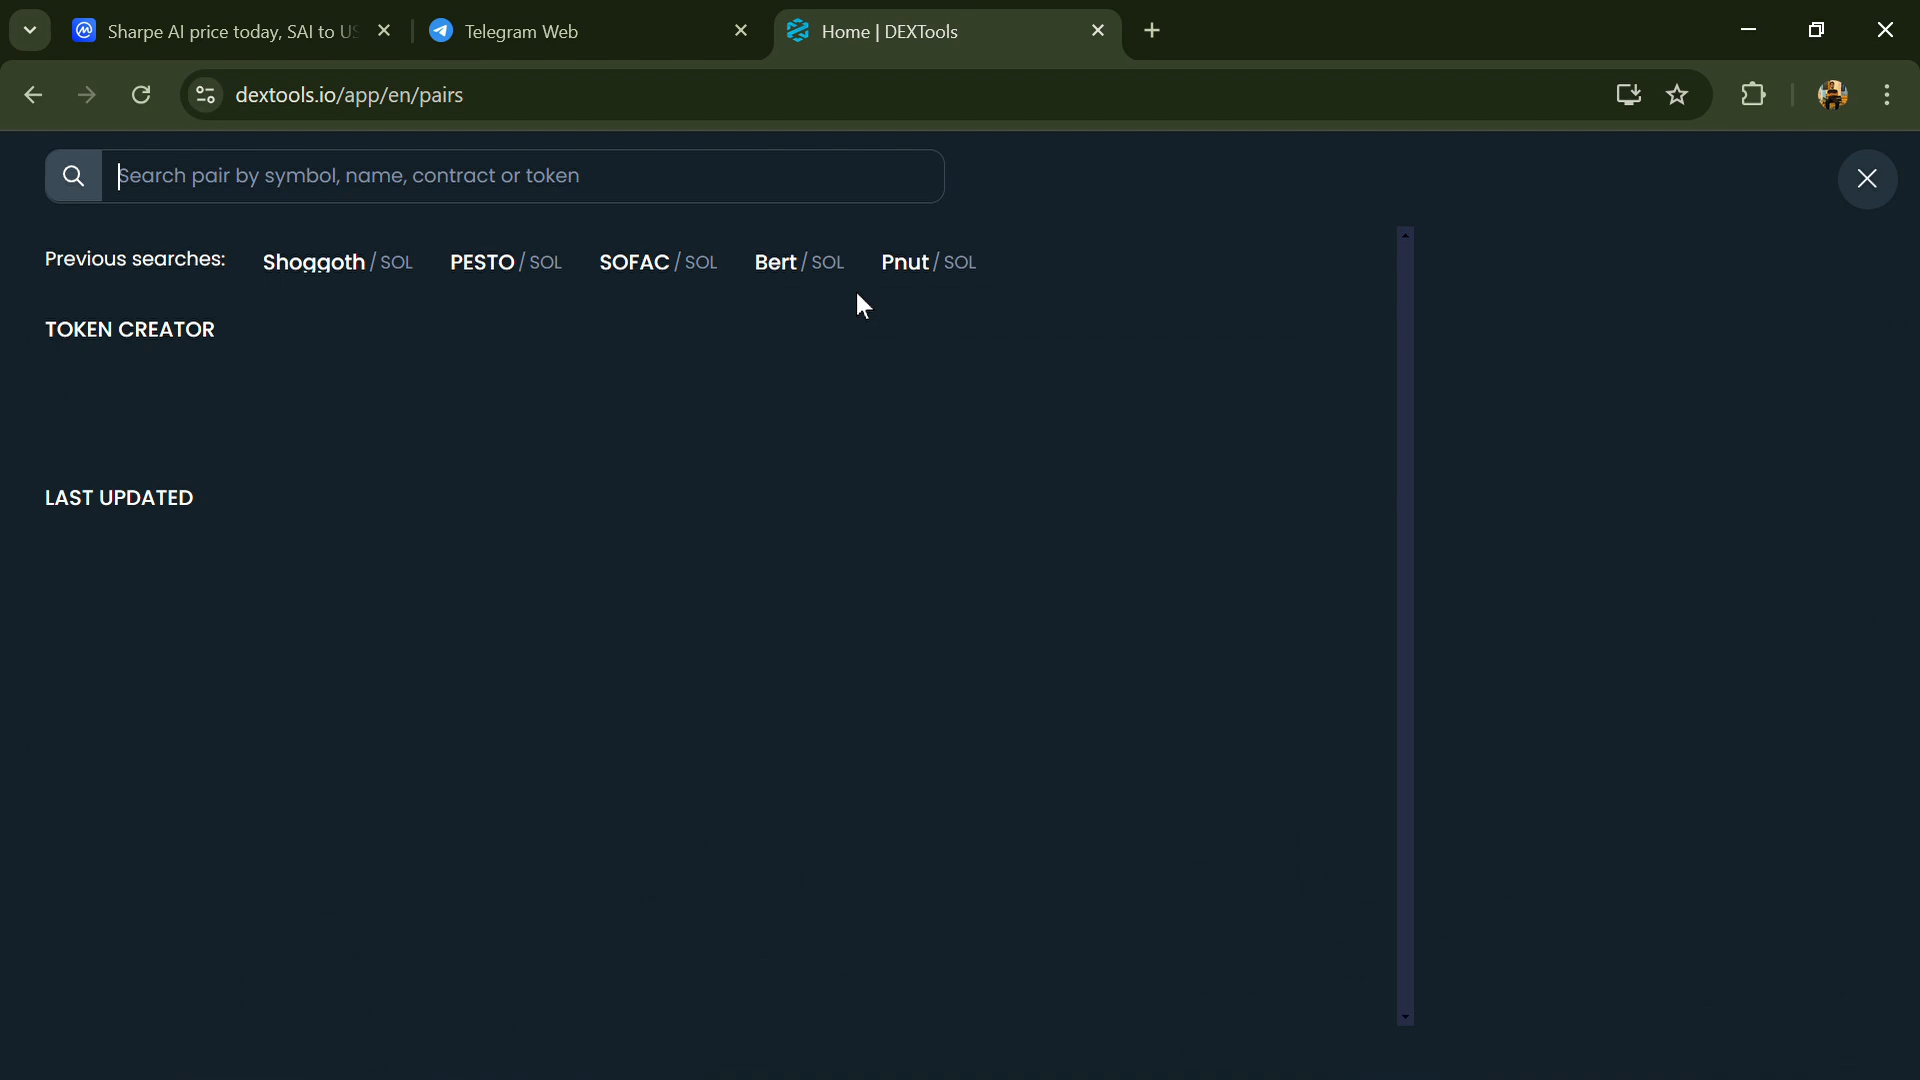 Sharpe AI price today, SAI to US
Telegram Web
Home | DEXTools
dextools.io/app/en/pairs
Search pair by symbol, name, contract or token
Previous searches: Shoggoth / SOL PESTO / SOL SOFAC / SOL Bert / SOL Pnut / SOL
TOKEN CREATOR
LAST UPDATED